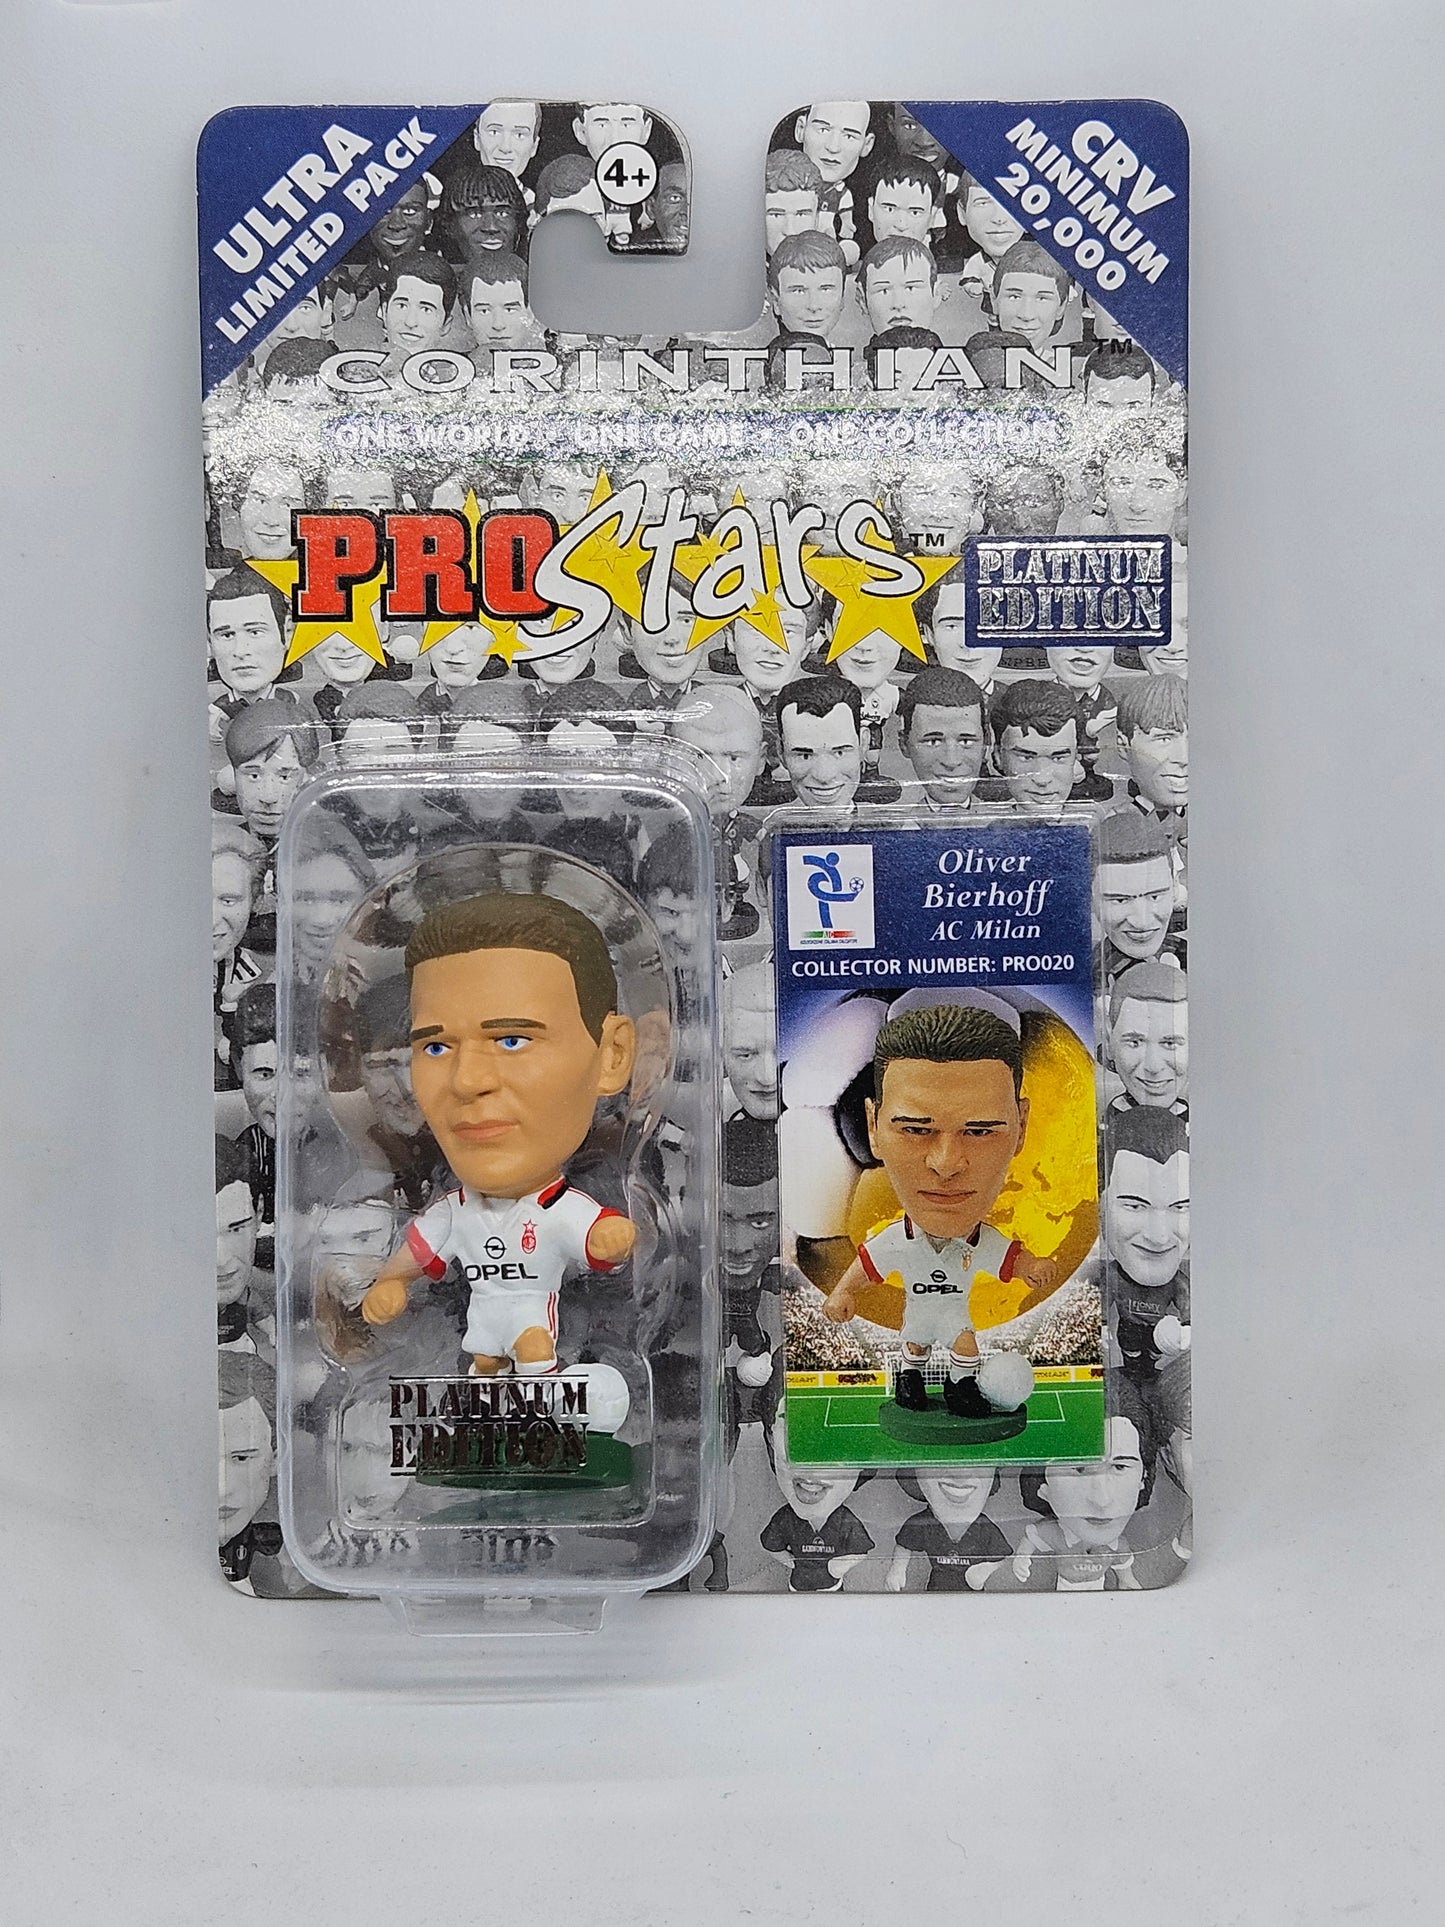 ULTRA
LIMITED PACK
4+
CRV
MINIMUM
20,000
CORINTHIAN™
ONE WORLD • ONE GAME • ONE COLLECTION
PROStars™
PLATINUM
EDITION
Oliver
Bierhoff
AC Milan
COLLECTOR NUMBER: PRO020
OPEL
OPEL
PLATINUM
EDITION